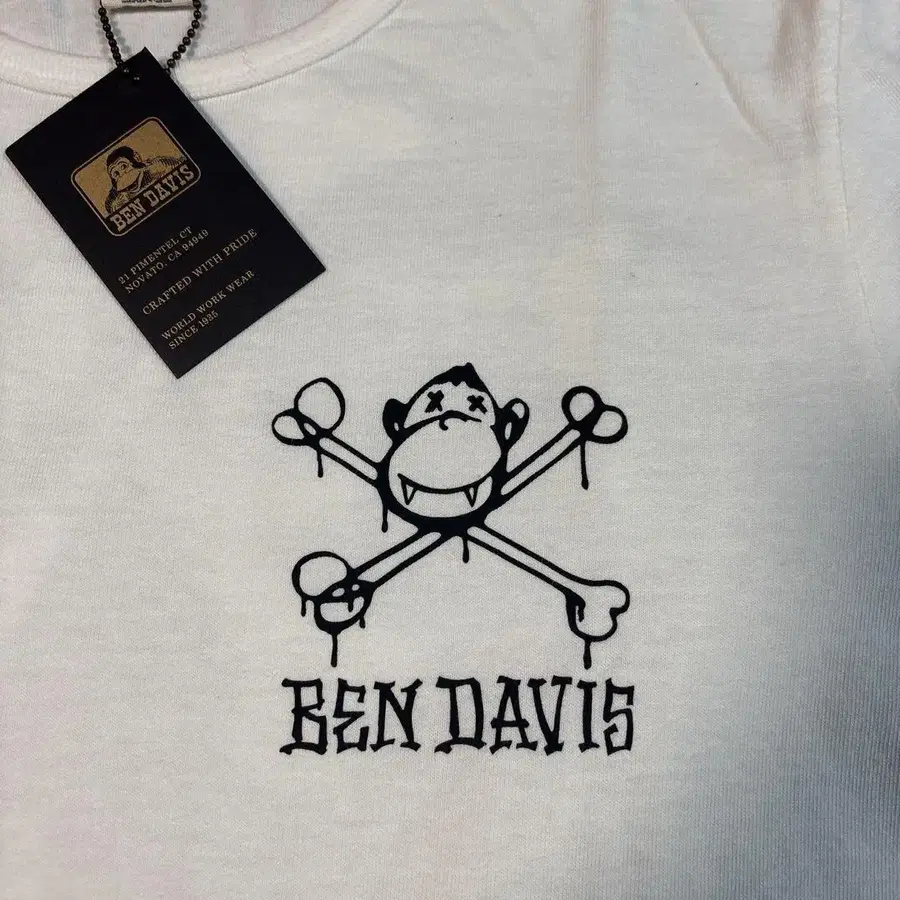 BEN DAVIS
21 PIMENTEL CT
NOVATO, CA 94949
CRAFTED WITH PRIDE
WORLD WORK WEAR
SINCE 1935
BEN DAVIS